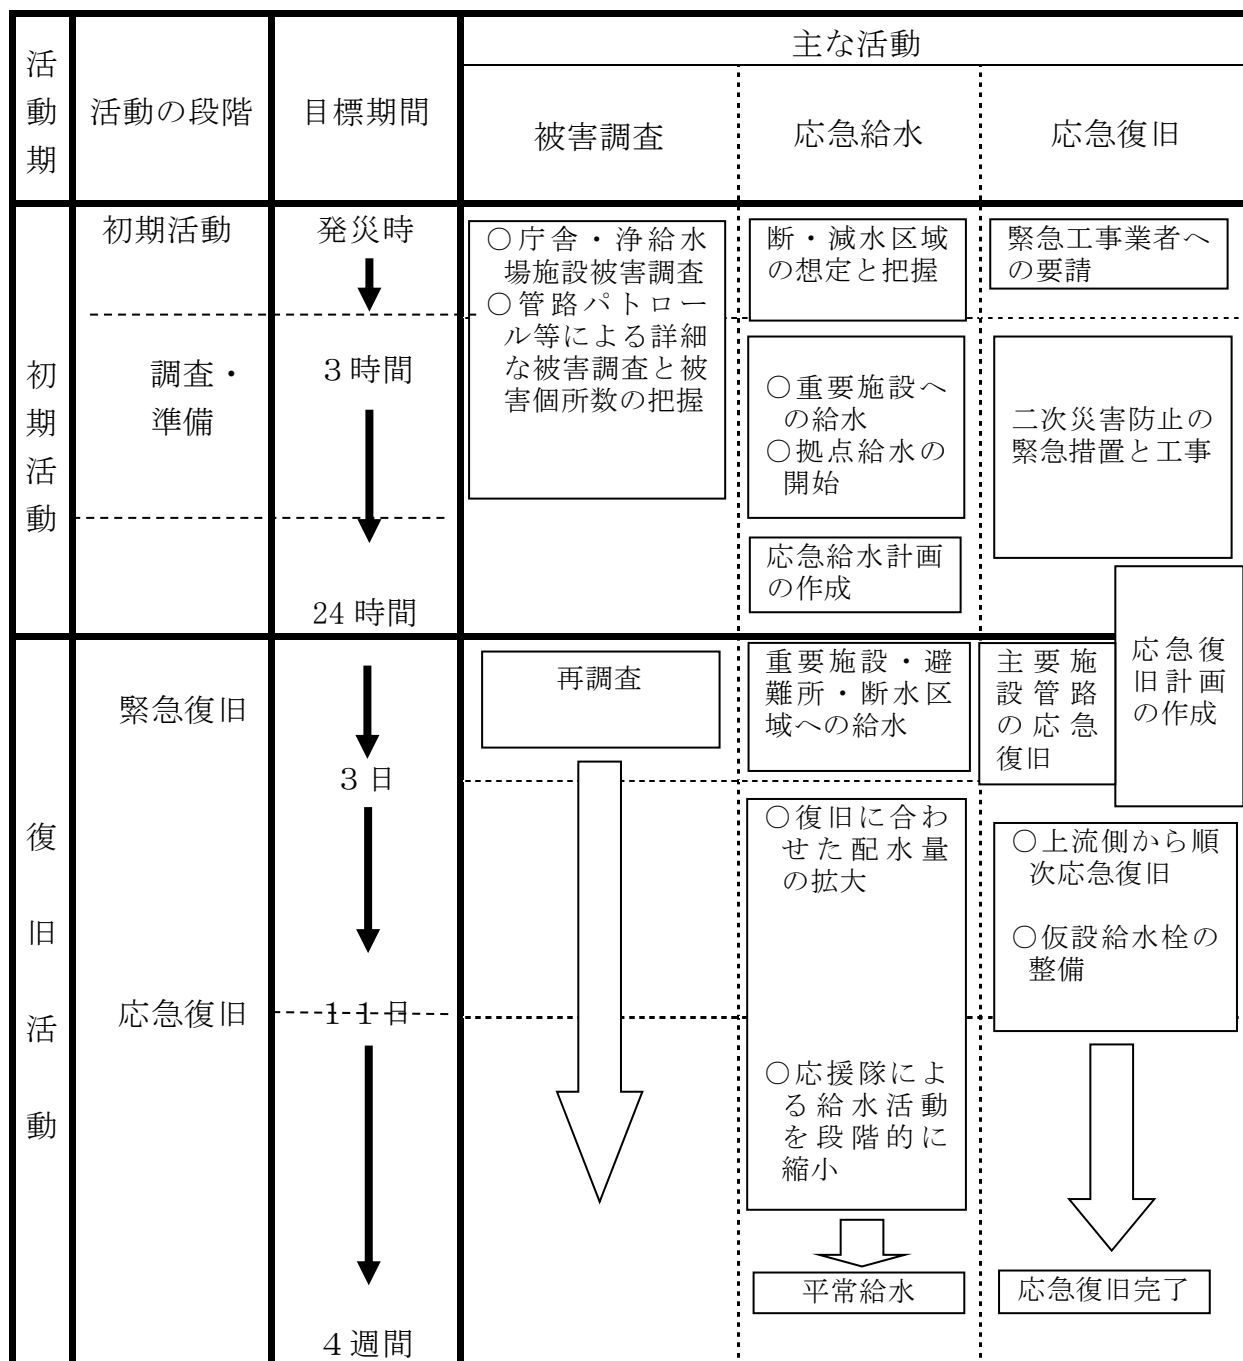 活動期
活動の段階
目標期間
主な活動
被害調査
応急給水
応急復旧
初期活動
初期活動
発災時
○庁舎・浄給水
場施設被害調査
○管路パトロー
ル等による詳細
な被害調査と被
害個所数の把握
断・減水区域
の想定と把握
緊急工事業者へ
の要請
調査・
準備
３時間
○重要施設へ
の給水
○拠点給水の
開始
二次災害防止の
緊急措置と工事
応急給水計画
の作成
24 時間
応急復
旧計画
の作成
復旧活動
緊急復旧
再調査
重要施設・避
難所・断水区
域への給水
主要施
設管路
の応急
復旧
３日
○復旧に合わ
せた配水量
の拡大
○上流側から順
次応急復旧
○仮設給水栓の
整備
応急復旧
１１日
○応援隊によ
る給水活動
を段階的に
縮小
平常給水
応急復旧完了
４週間